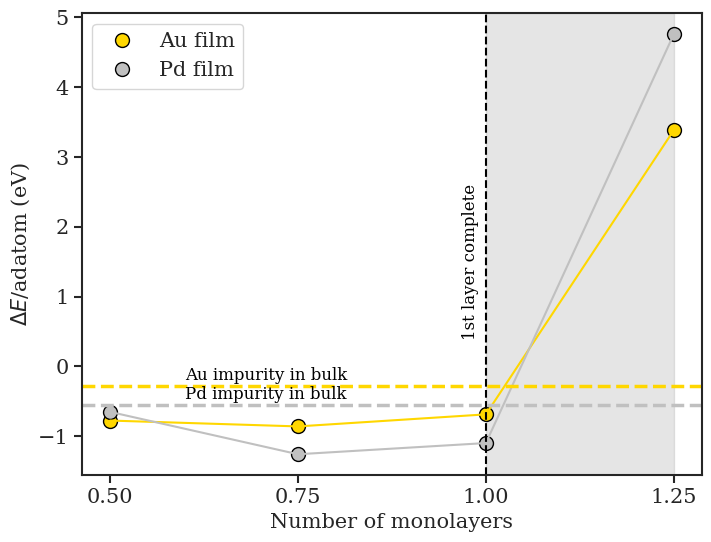 5
4
3
2
1
0
−1
ΔE/adatom (eV)
Au film
Pd film
1st layer complete
Au impurity in bulk
Pd impurity in bulk
0.50
0.75
1.00
1.25
Number of monolayers